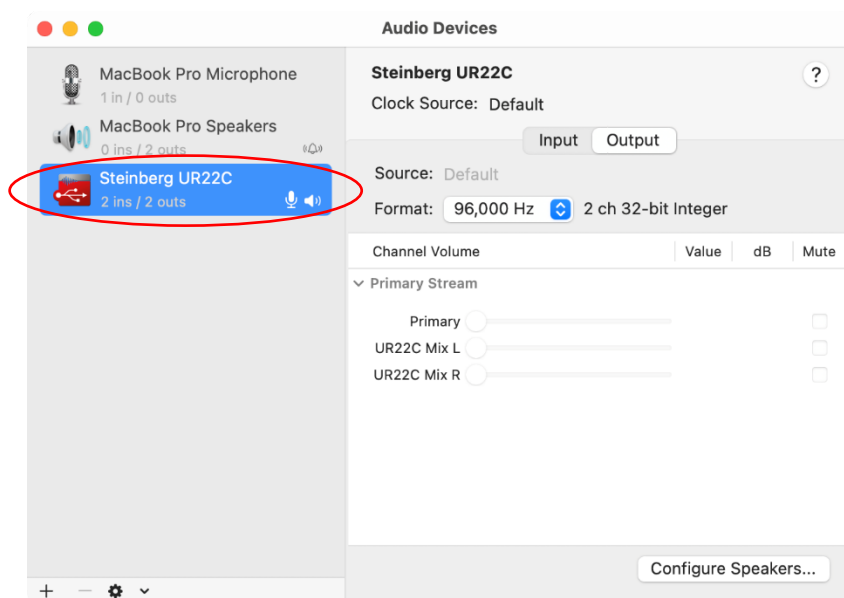 Audio Devices
MacBook Pro Microphone
1 in / 0 outs
MacBook Pro Speakers
0 ins / 2 outs
Steinberg UR22C
2 ins / 2 outs
Steinberg UR22C
?
Clock Source: Default
Input Output
Source: Default
Format: 96,000 Hz 2 ch 32-bit Integer
Channel Volume Value dB Mute
Primary Stream
Primary
UR22C Mix L
UR22C Mix R
Configure Speakers...